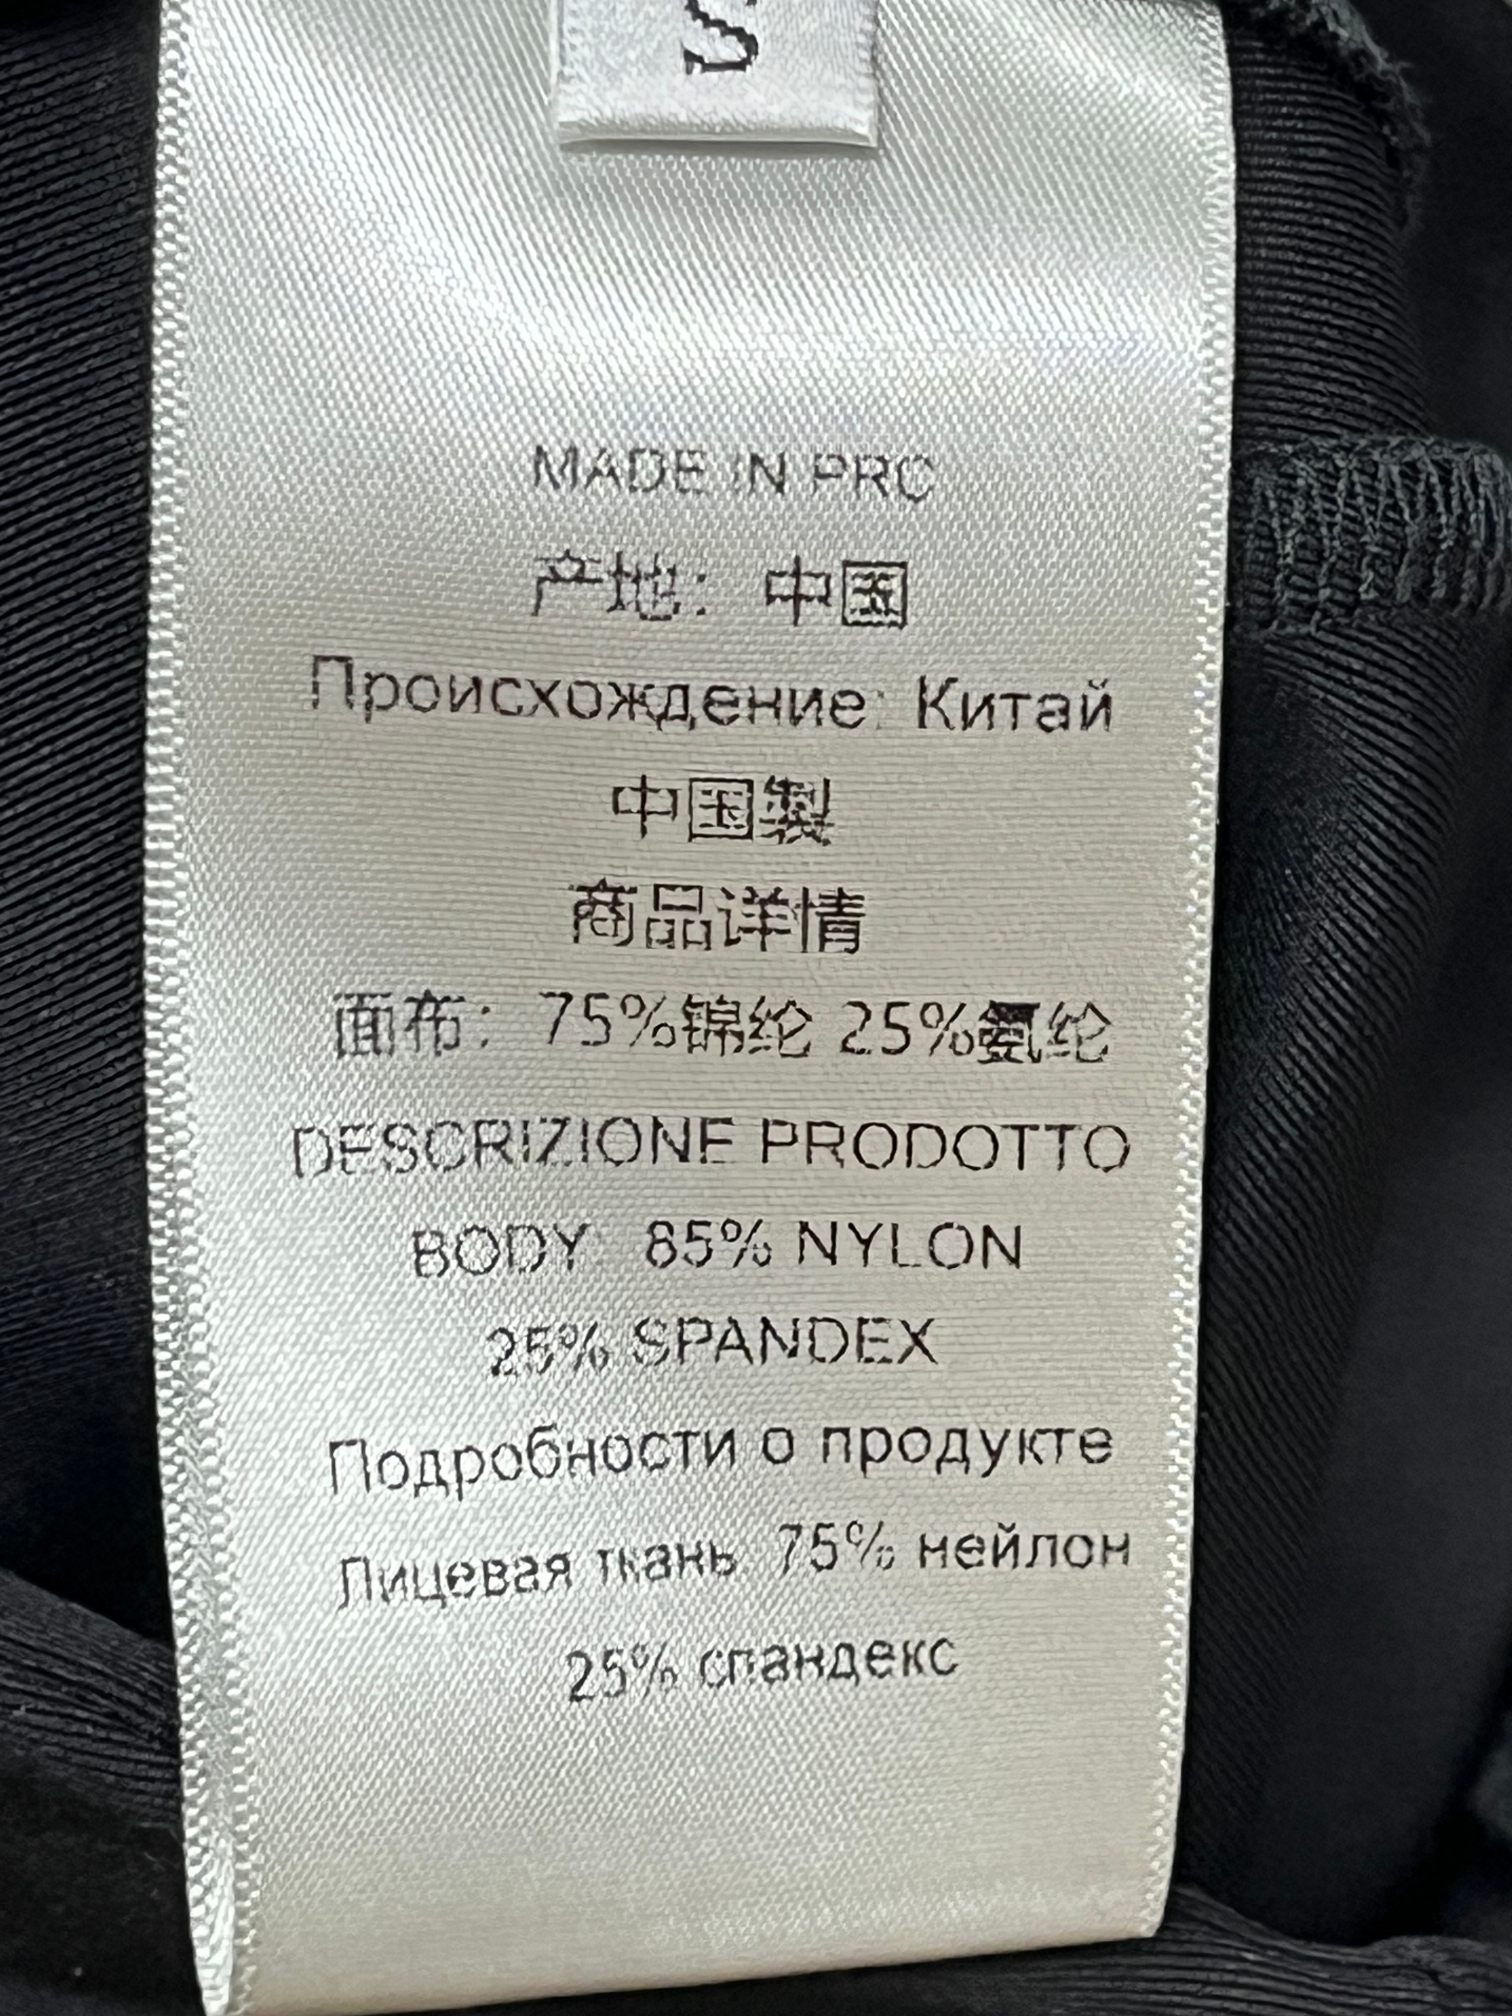 S
MADE IN PRC
产地: 中国
Происхождение: Китай
中国製
商品详情
面布: 75%锦纶 25%氨纶
DESCRIZIONE PRODOTTO
BODY: 85% NYLON
25% SPANDEX
Подробности о продукте
Лицевая ткань 75% нейлон
25% спандекс